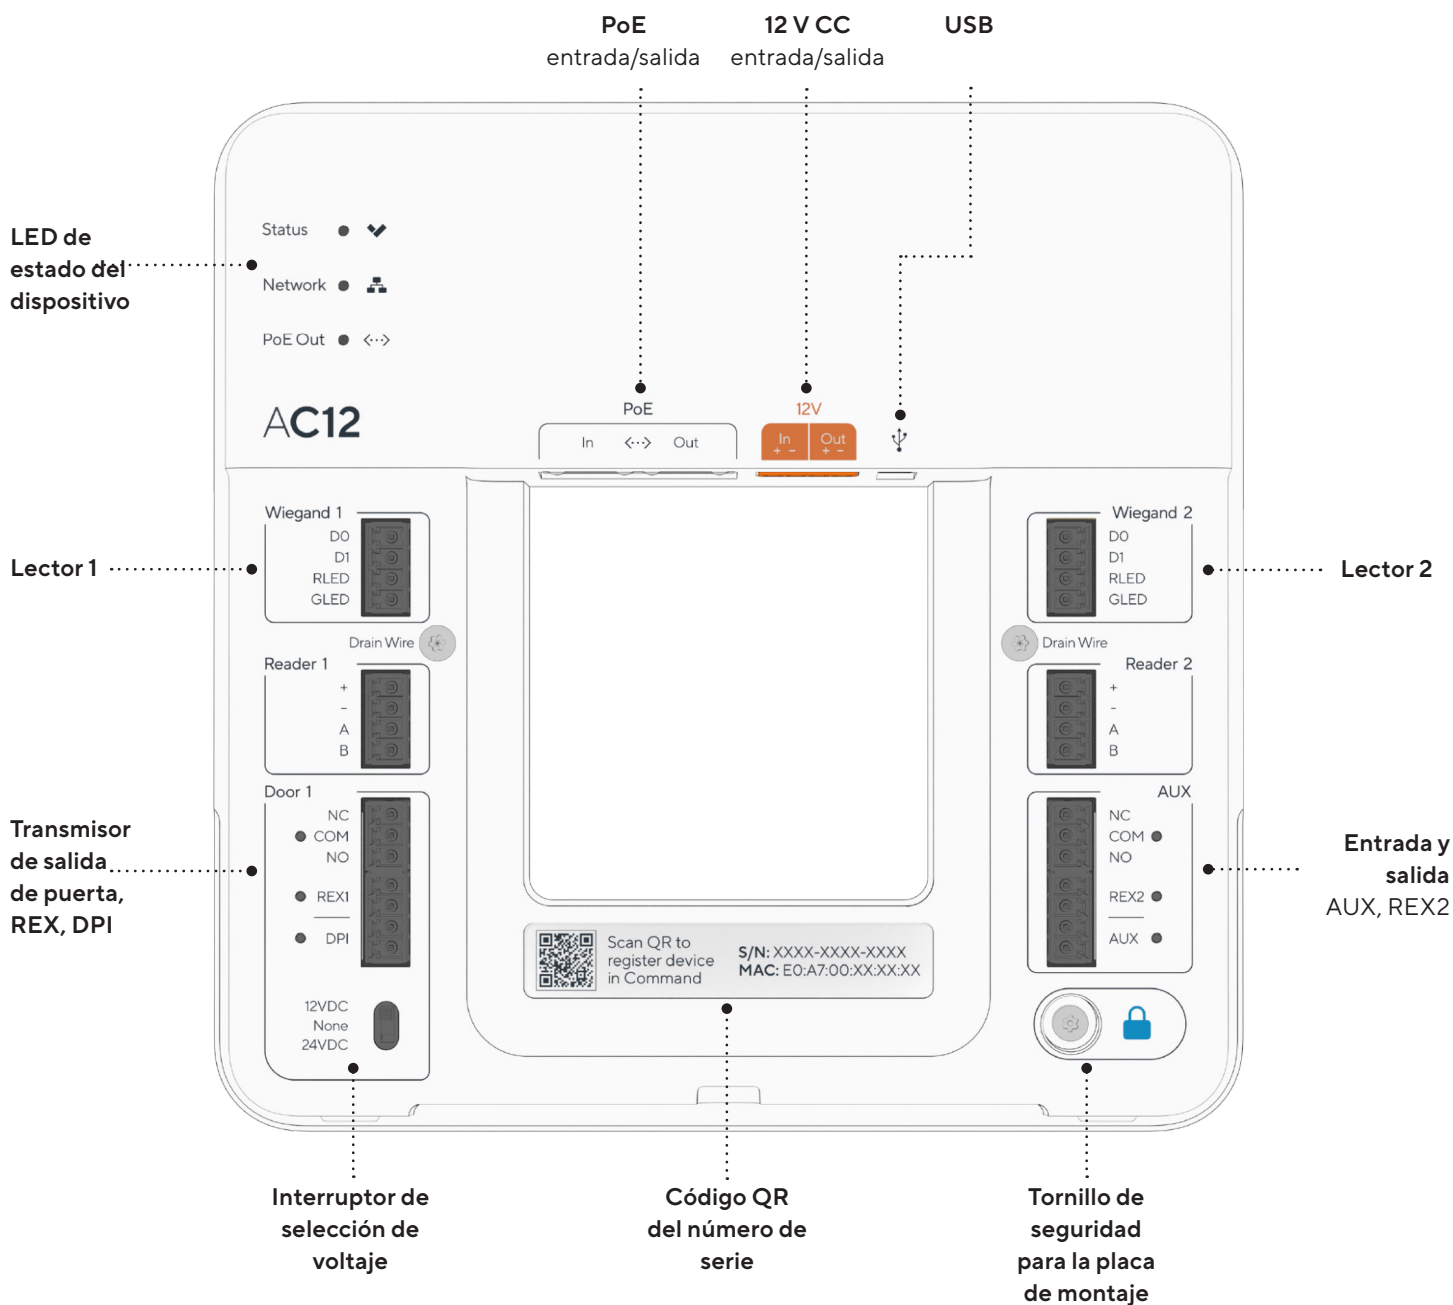 PoE
entrada/salida
12 V CC
entrada/salida
USB
LED de
estado del
dispositivo
Status
Network
PoE Out
AC12
PoE
In
Out
12V
In
+ -
Out
+ -
Lector 1
Wiegand 1
D0
D1
RLED
GLED
Drain Wire
Reader 1
+
-
A
B
Transmisor
de salida
de puerta,
REX, DPI
Door 1
NC
COM
NO
REX1
DPI
12VDC
None
24VDC
Scan QR to
register device
in Command
S/N: XXXX-XXXX-XXXX
MAC: E0:A7:00:XX:XX:XX
Wiegand 2
D0
D1
RLED
GLED
Lector 2
Drain Wire
Reader 2
+
-
A
B
AUX
NC
COM
NO
REX2
AUX
Entrada y
salida
AUX, REX2
Interruptor de
selección de
voltaje
Código QR
del número de
serie
Tornillo de
seguridad
para la placa
de montaje